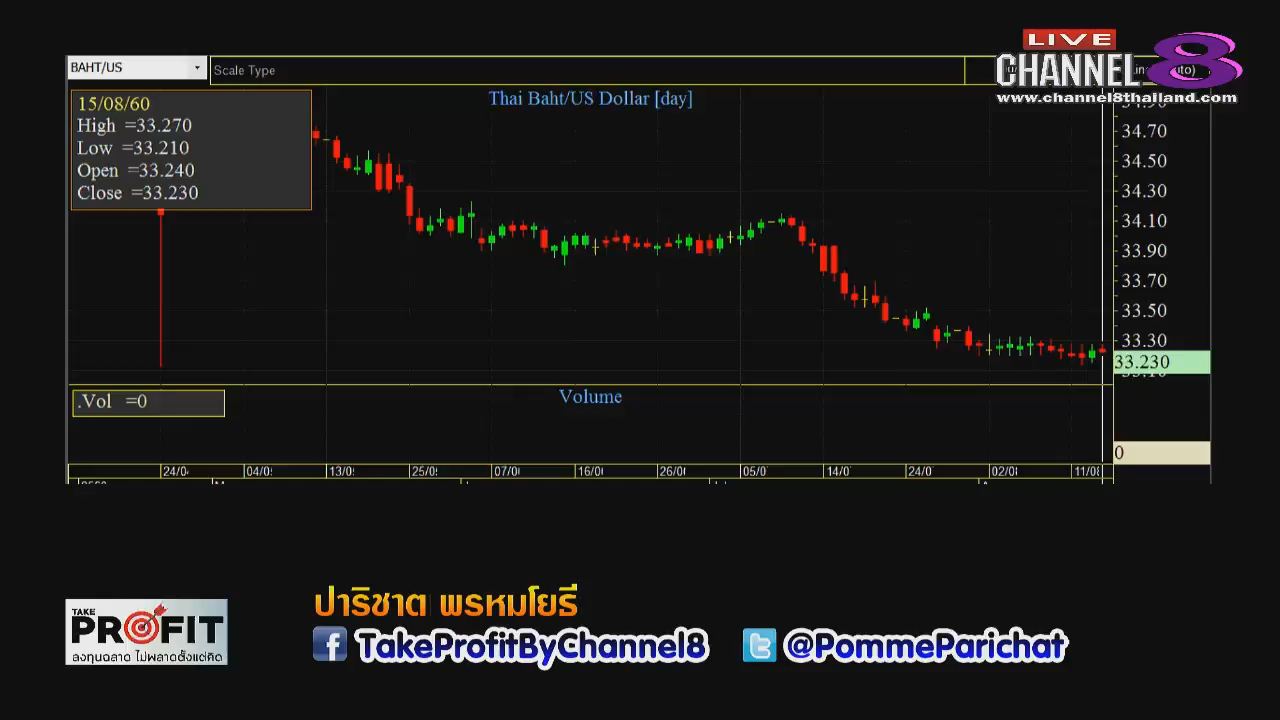 LIVE
CHANNEL 8
www.channel8thailand.com
BAHT/US
Scale Type
15/08/60
High =33.270
Low =33.210
Open =33.240
Close =33.230
Thai Baht/US Dollar [day]
34.70
34.50
34.30
34.10
33.90
33.70
33.50
33.30
33.230
.Vol =0
Volume
0
24/0
04/0
13/0
25/0
07/0
16/0
26/0
05/0
14/0
24/0
02/0
11/08
TAKE
PROFIT
ลงทุนฉลาด ไม่พลาดตั้งแต่คิด
ปาริชาต พรหมโยธี
TakeProfitByChannel8
@PommeParichat